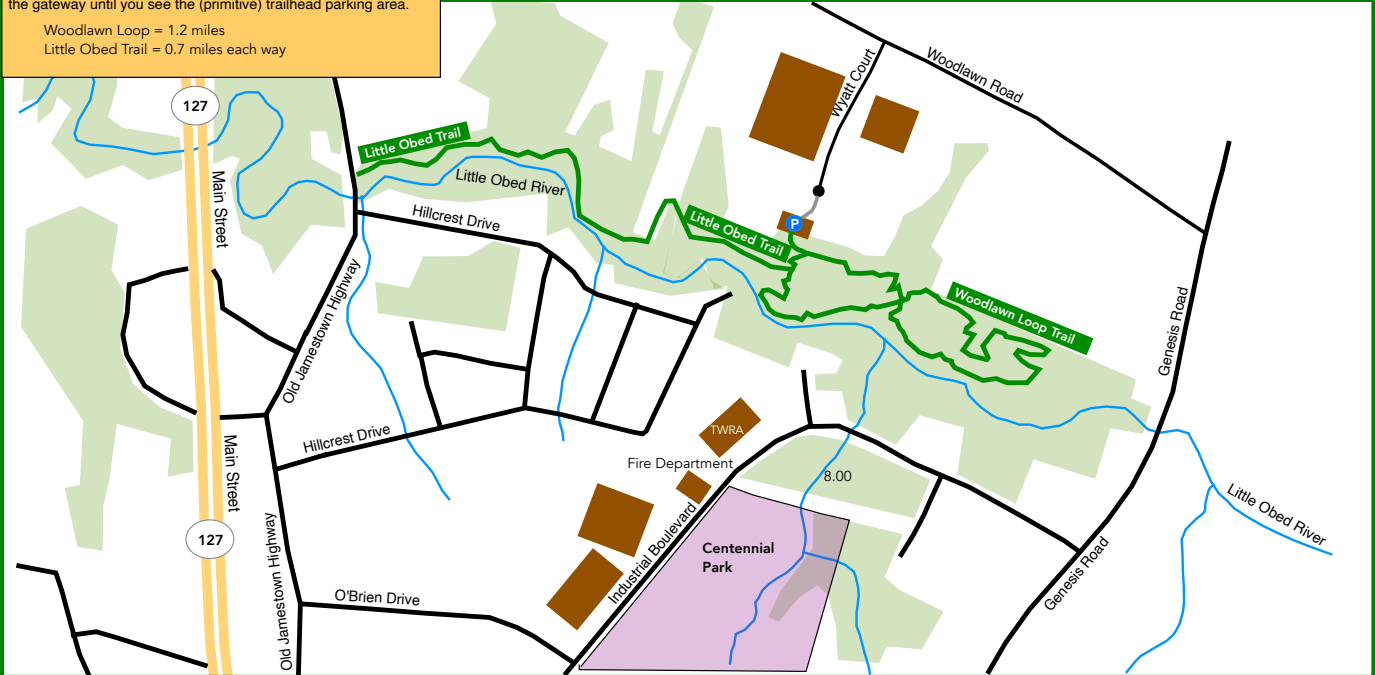 the gateway until you see the (primitive) trailhead parking area.
Woodlawn Loop = 1.2 miles
Little Obed Trail = 0.7 miles each way
127
Main Street
Little Obed Trail
Little Obed River
Hillcrest Drive
Wyatt Court
Woodlawn Road
P
Little Obed Trail
Woodlawn Loop Trail
Genesis Road
Old Jamestown Highway
Hillcrest Drive
Main Street
127
TWRA
Fire Department
8.00
Industrial Boulevard
Centennial
Park
Little Obed River
Genesis Road
Old Jamestown Highway
O'Brien Drive